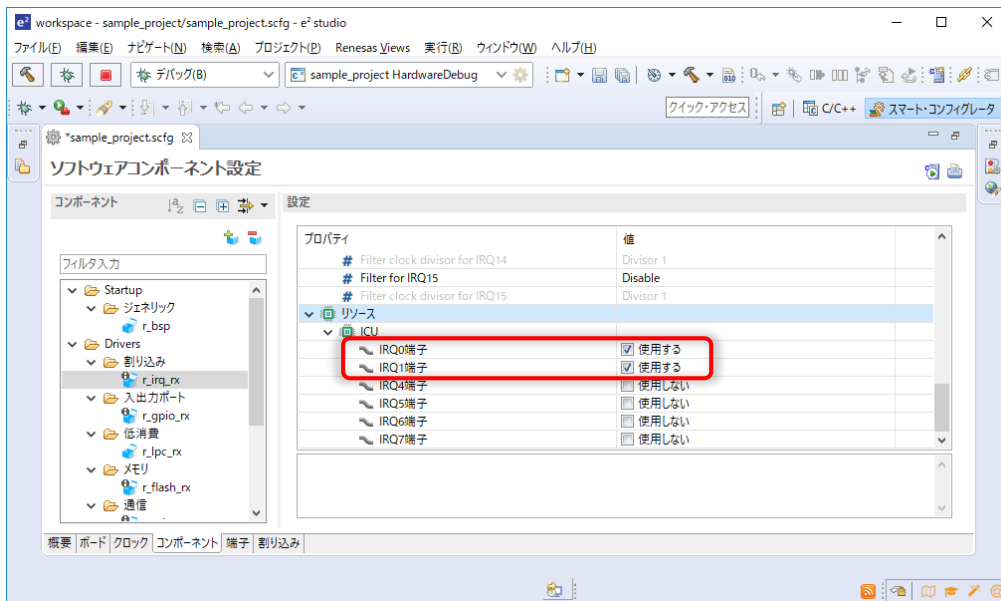 workspace - sample_project/sample_project.scfg - e² studio
ファイル(F) 編集(E) ナビゲート(N) 検索(A) プロジェクト(P) Renesas Views 実行(R) ウィンドウ(W) ヘルプ(H)
デバッグ(B) sample_project HardwareDebug
クイック・アクセス C/C++ スマート・コンフィグレータ
*sample_project.scfg
ソフトウェアコンポーネント設定
コンポーネント
設定
フィルタ入力
Startup
ジェネリック
r_bsp
Drivers
割り込み
r_irq_rx
入出力ポート
r_gpio_rx
低消費
r_lpc_rx
メモリ
r_flash_rx
通信
プロパティ 値
Filter clock divisor for IRQ14 Divisor 1
Filter for IRQ15 Disable
Filter clock divisor for IRQ15 Divisor 1
リソース
ICU
IRQ0端子 使用する
IRQ1端子 使用する
IRQ4端子 使用しない
IRQ5端子 使用しない
IRQ6端子 使用しない
IRQ7端子 使用しない
概要 ボード クロック コンポーネント 端子 割り込み